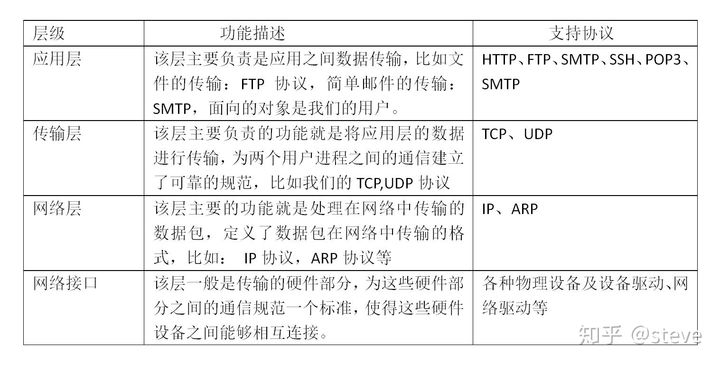 层级 功能描述 支持协议
应用层 该层主要负责是应用之间数据传输，比如文 HTTP、FTP、SMTP、SSH、POP3、
件的传输：FTP 协议，简单邮件的传输： SMTP
SMTP，面向的对象是我们的用户。
传输层 该层主要负责的功能就是将应用层的数据 TCP、UDP
进行传输，为两个用户进程之间的通信建立
了可靠的规范，比如我们的 TCP,UDP 协议
网络层 该层主要的功能就是处理在网络中传输的 IP、ARP
数据包，定义了数据包在网络中传输的格
式，比如： IP 协议，ARP 协议等
网络接口 该层一般是传输的硬件部分，为这些硬件部 各种物理设备及设备驱动、网
分之间的通信规范一个标准，使得这些硬件 络驱动等
设备之间能够相互连接。
知乎 @steve